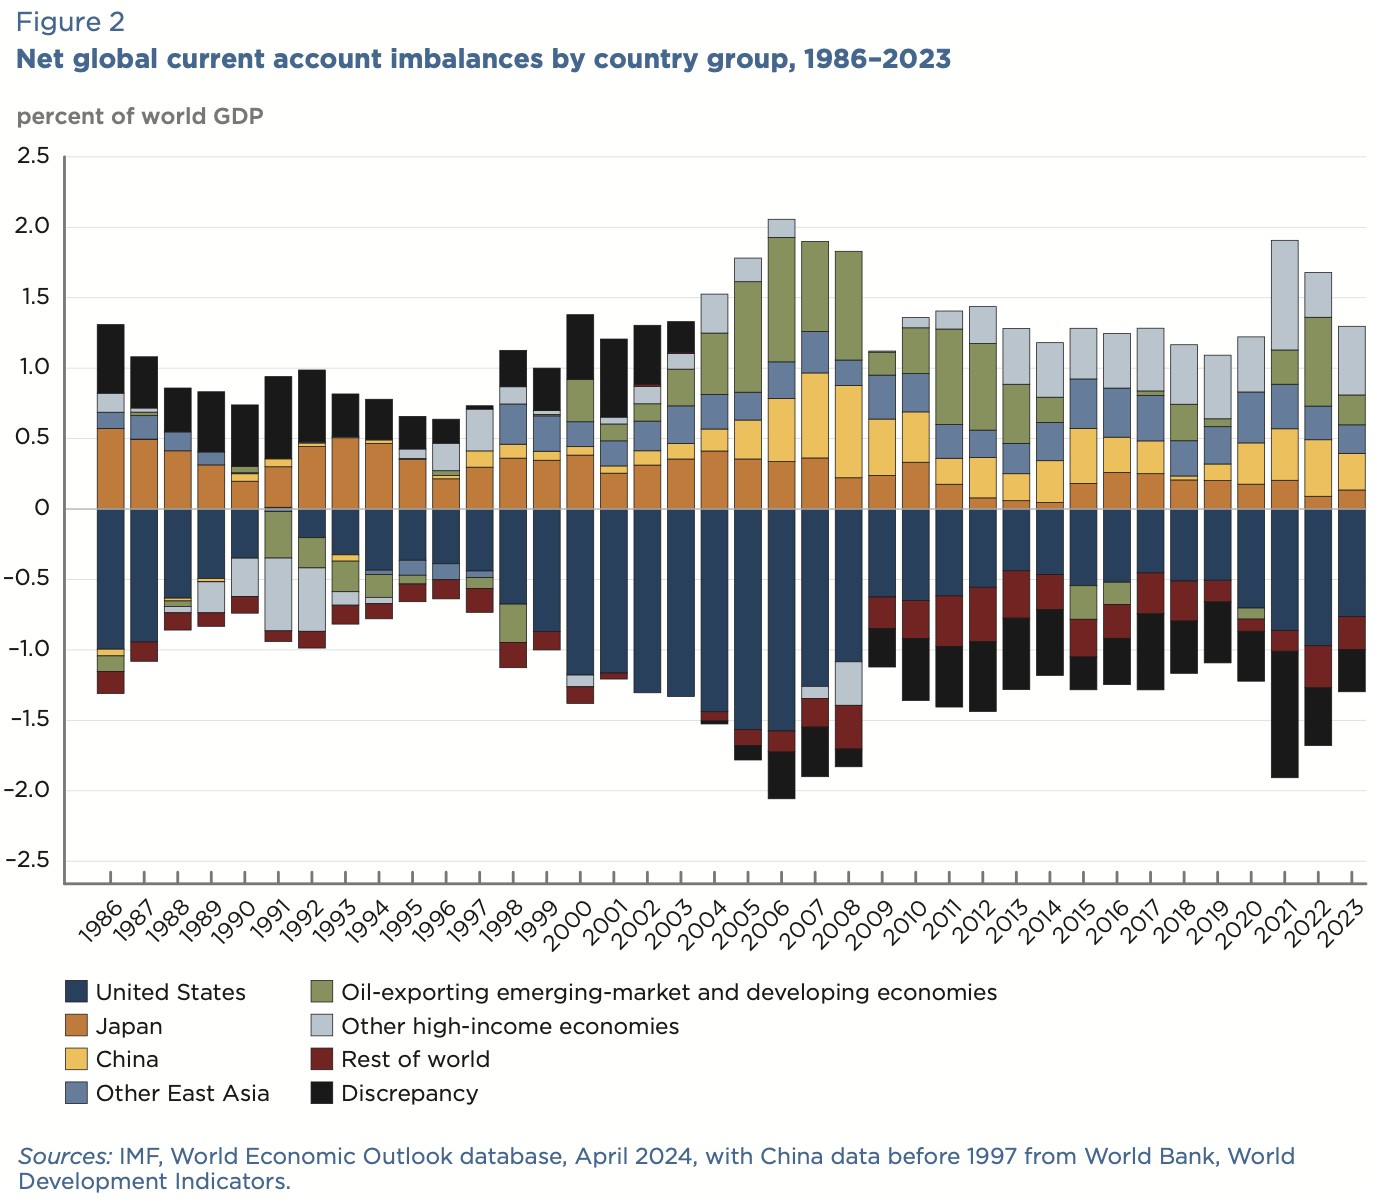 Figure 2
Net global current account imbalances by country group, 1986–2023
percent of world GDP
2.5
2.0
1.5
1.0
0.5
0
–0.5
–1.0
–1.5
–2.0
–2.5
1986 1987 1988 1989 1990 1991 1992 1993 1994 1995 1996 1997 1998 1999 2000 2001 2002 2003 2004 2005 2006 2007 2008 2009 2010 2011 2012 2013 2014 2015 2016 2017 2018 2019 2020 2021 2022 2023
United States
Japan
China
Other East Asia
Oil-exporting emerging-market and developing economies
Other high-income economies
Rest of world
Discrepancy
Sources: IMF, World Economic Outlook database, April 2024, with China data before 1997 from World Bank, World
Development Indicators.